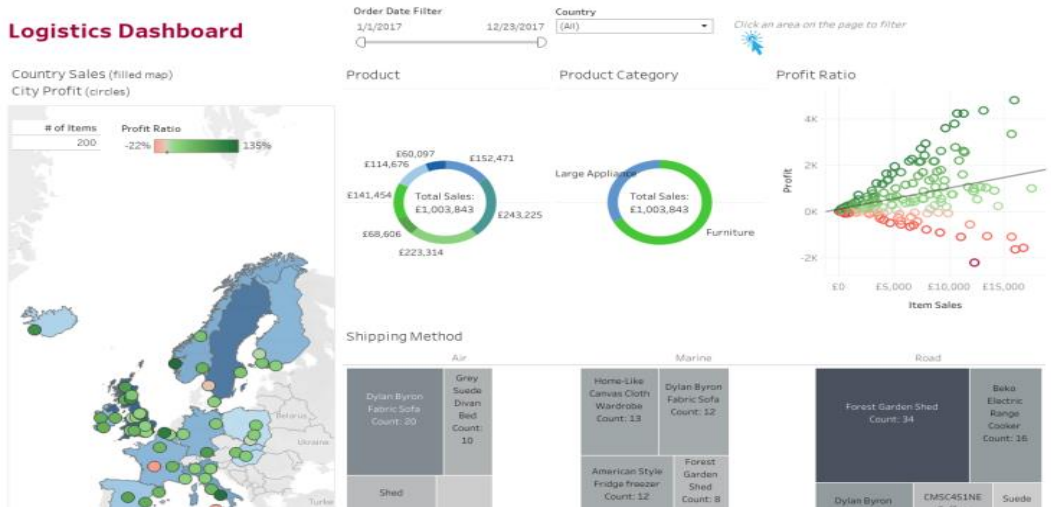 Logistics Dashboard
Order Date Filter
1/1/2017
12/23/2017
Country
(All)
Click an area on the page to filter
Country Sales (filled map)
City Profit (circles)
# of Items
200
Profit Ratio
-22%
135%
Belarus
Ukraine
Turke
Product
£60,097
£152,471
£114,676
£141,454
£243,225
£68,606
£223,314
Total Sales:
£1,003,843
Product Category
Large Appliance
Total Sales:
£1,003,843
Furniture
Profit Ratio
Profit
4K
2K
0K
-2K
£0
£5,000
£10,000
£15,000
Item Sales
Shipping Method
Air
Dylan Byron
Fabric Sofa
Count: 20
Grey
Suede
Divan
Bed
Count:
10
Shed
Marine
Home-Like
Canvas Cloth
Wardrobe
Count: 13
Dylan Byron
Fabric Sofa
Count: 12
American Style
Fridge freezer
Count: 12
Forest
Garden
Shed
Count: 8
Road
Forest Garden Shed
Count: 34
Beko
Electric
Range
Cooker
Count: 16
Dylan Byron
CMSC451NE
Suede